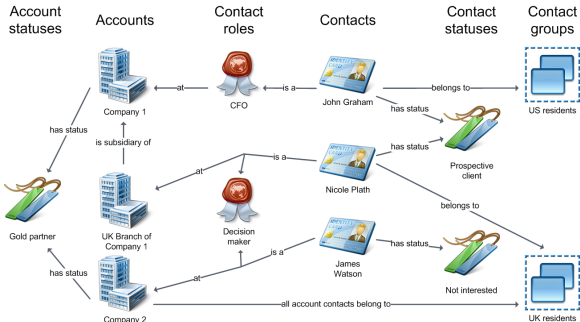 Account
statuses
Accounts
Contact
roles
Contacts
Contact
statuses
Contact
groups
Company 1
at
CFO
is a
John Graham
belongs to
US residents
has status
has status
is subsidiary of
Prospective
client
has status
at
is a
Nicole Plath
Gold partner
UK Branch of
Company 1
Decision
maker
belongs to
James
Watson
has status
Not interested
is a
at
has status
Company 2
all account contacts belong to
UK residents